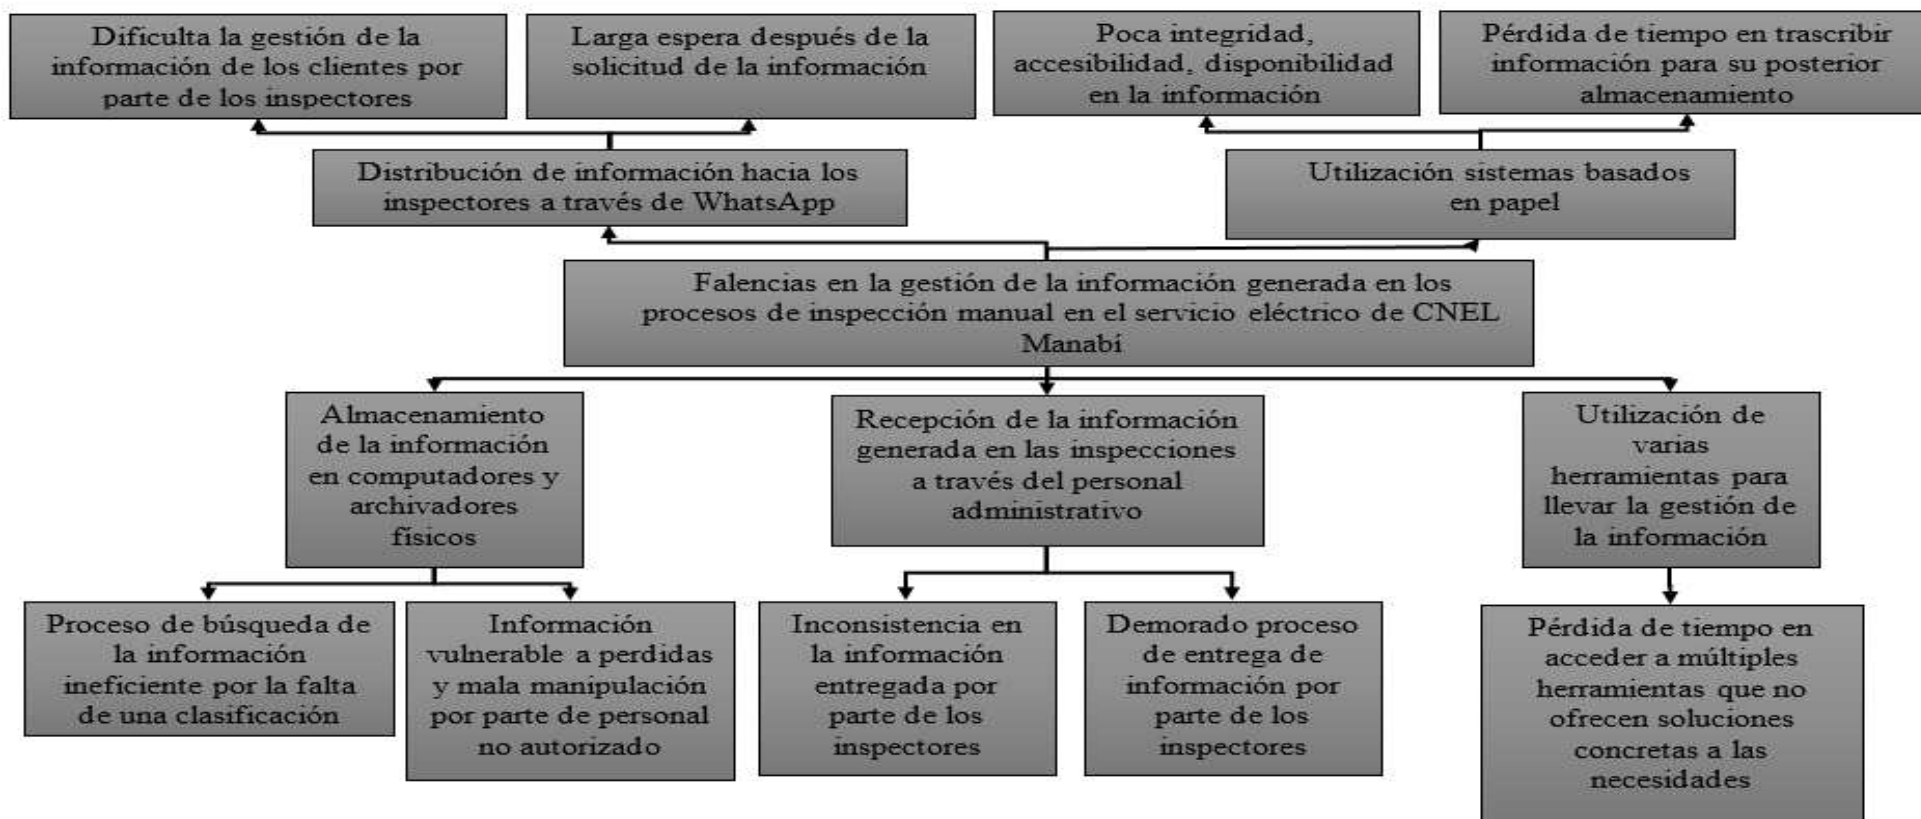 Dificulta la gestión de la
información de los clientes por
parte de los inspectores
Larga espera después de la
solicitud de la información
Poca integridad,
accesibilidad, disponibilidad
en la información
Pérdida de tiempo en trascribir
información para su posterior
almacenamiento
Distribución de información hacia los
inspectores a través de WhatsApp
Utilización sistemas basados
en papel
Falencias en la gestión de la información generada en los
procesos de inspección manual en el servicio eléctrico de CNEL
Manabí
Almacenamiento
de la información
en computadores y
archivadores
físicos
Recepción de la información
generada en las inspecciones
a través del personal
administrativo
Utilización de
varias
herramientas para
llevar la gestión de
la información
Proceso de búsqueda de
la información
ineficiente por la falta
de una clasificación
Información
vulnerable a perdidas
y mala manipulación
por parte de personal
no autorizado
Inconsistencia en
la información
entregada por
parte de los
inspectores
Demorado proceso
de entrega de
información por
parte de los
inspectores
Pérdida de tiempo en
acceder a múltiples
herramientas que no
ofrecen soluciones
concretas a las
necesidades